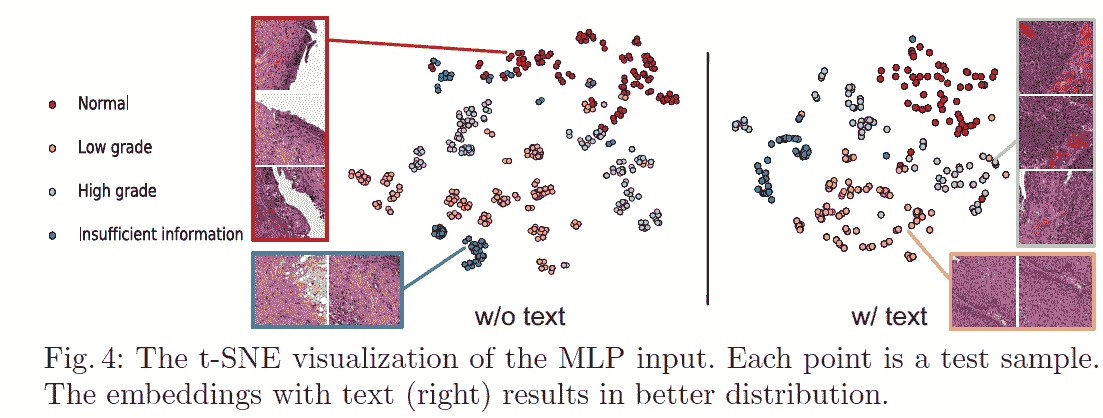 Normal
Low grade
High grade
Insufficient information
w/o text
w/ text
Fig. 4: The t-SNE visualization of the MLP input. Each point is a test sample.
The embeddings with text (right) results in better distribution.